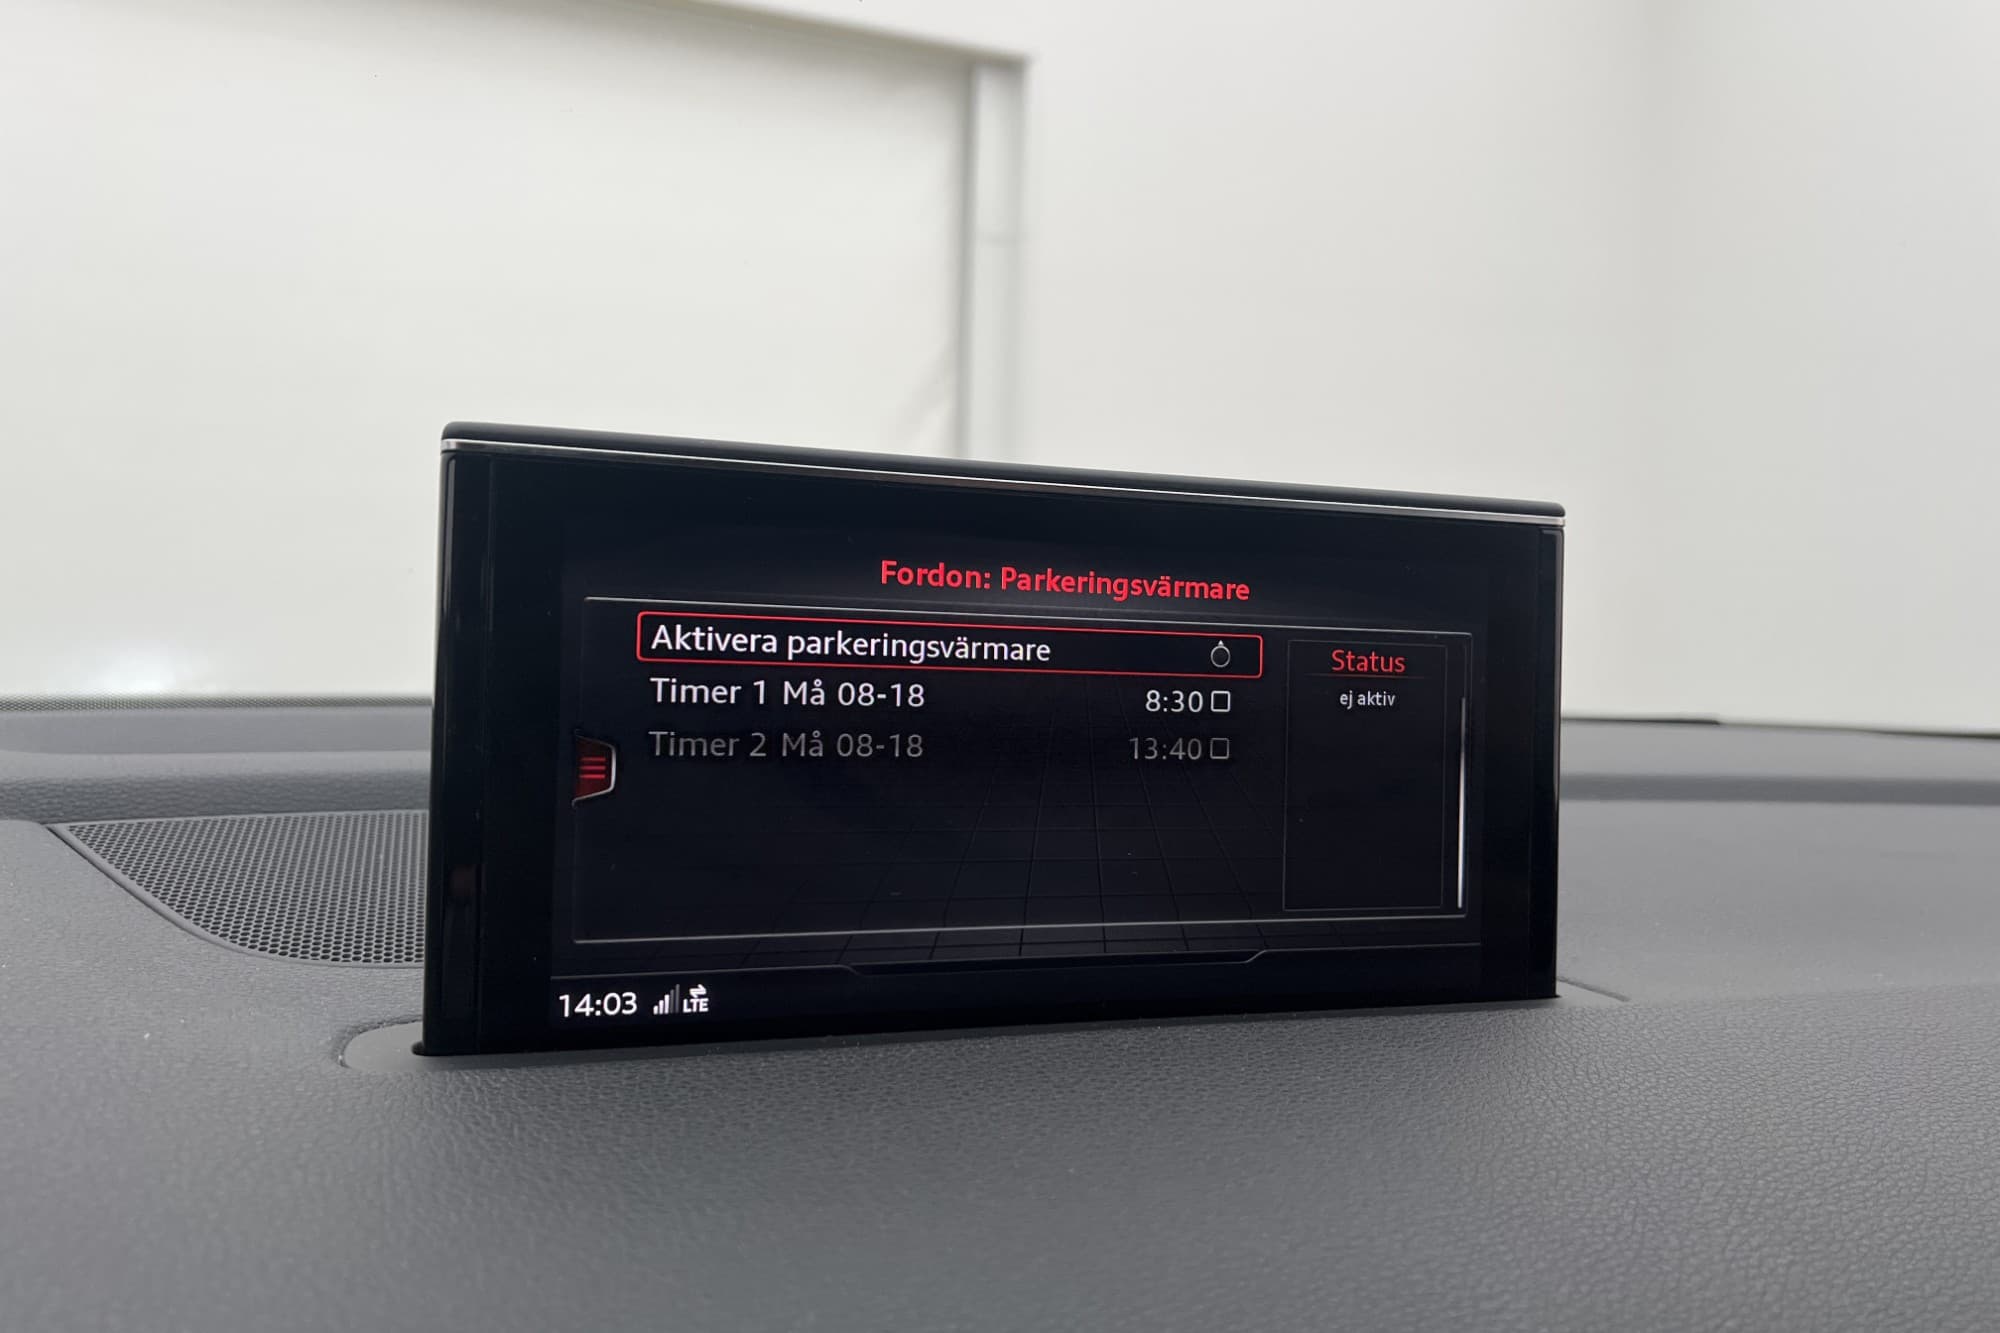 Fordon: Parkeringsvärmare
Aktivera parkeringsvärmare
Timer 1 Må 08-18 8:30
Timer 2 Må 08-18 13:40
Status
ej aktiv
14:03 LTE